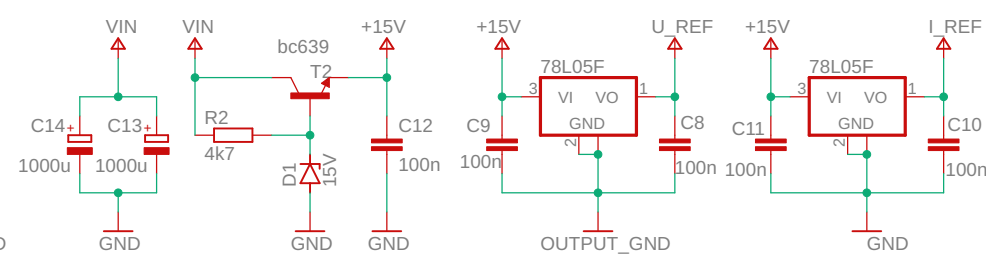 VIN
VIN
+15V
+15V
U_REF
+15V
I_REF
bc639
T2
78L05F
78L05F
3
1
3
1
VI
VO
VI
VO
R2
C14
+
C13
+
C12
C9
GND
C8
C11
GND
C10
4k7
2
2
1000u
1000u
D1
15V
100n
100n
100n
100n
100n
D
GND
GND
GND
OUTPUT_GND
GND